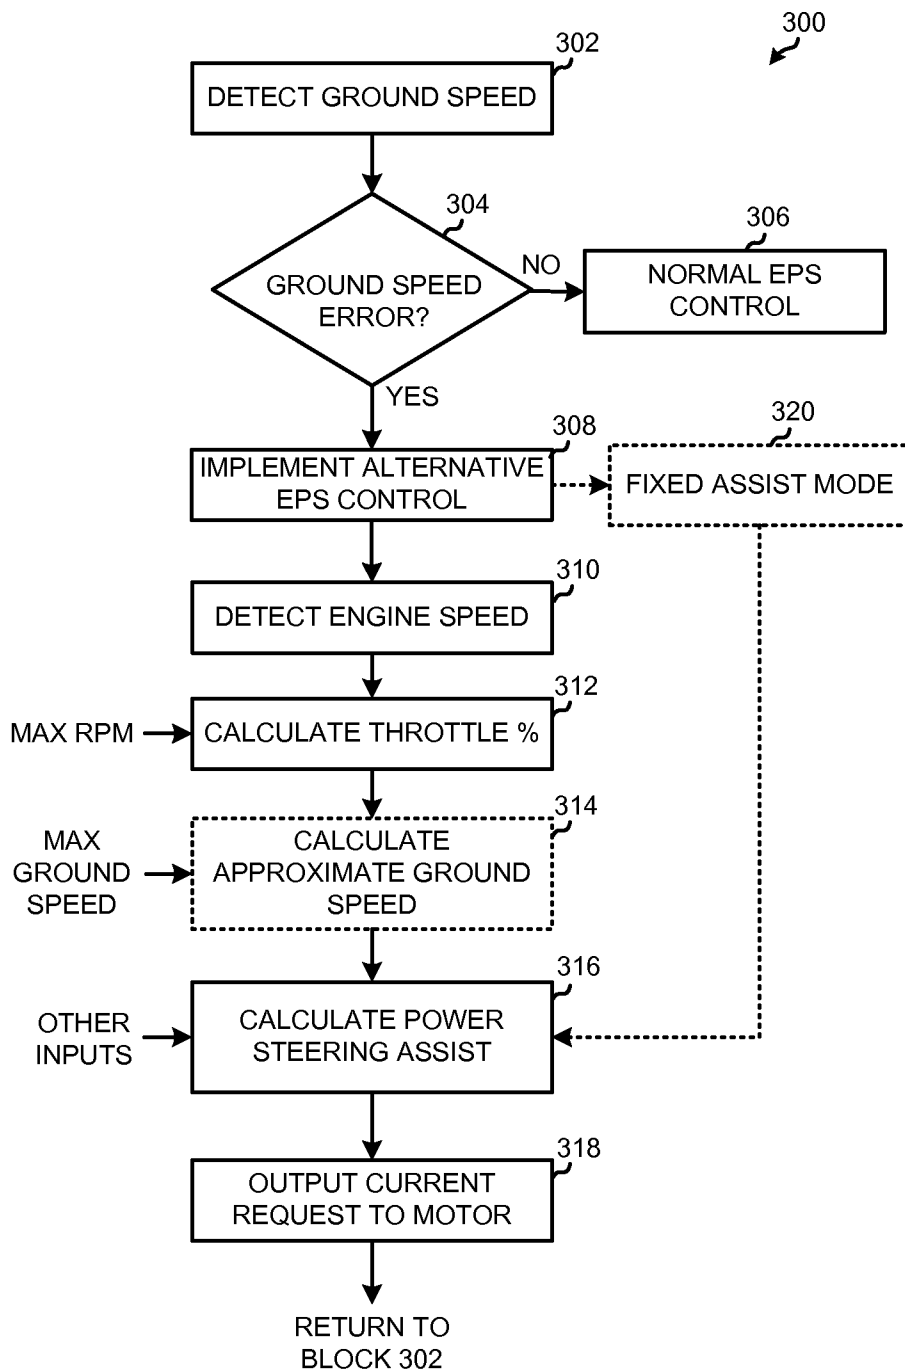 300
302
DETECT GROUND SPEED
304
GROUND SPEED
ERROR?
NO
306
NORMAL EPS
CONTROL
YES
308
IMPLEMENT ALTERNATIVE
EPS CONTROL
320
FIXED ASSIST MODE
310
DETECT ENGINE SPEED
312
MAX RPM
CALCULATE THROTTLE %
314
MAX
GROUND
SPEED
CALCULATE
APPROXIMATE GROUND
SPEED
316
OTHER
INPUTS
CALCULATE POWER
STEERING ASSIST
318
OUTPUT CURRENT
REQUEST TO MOTOR
RETURN TO
BLOCK 302